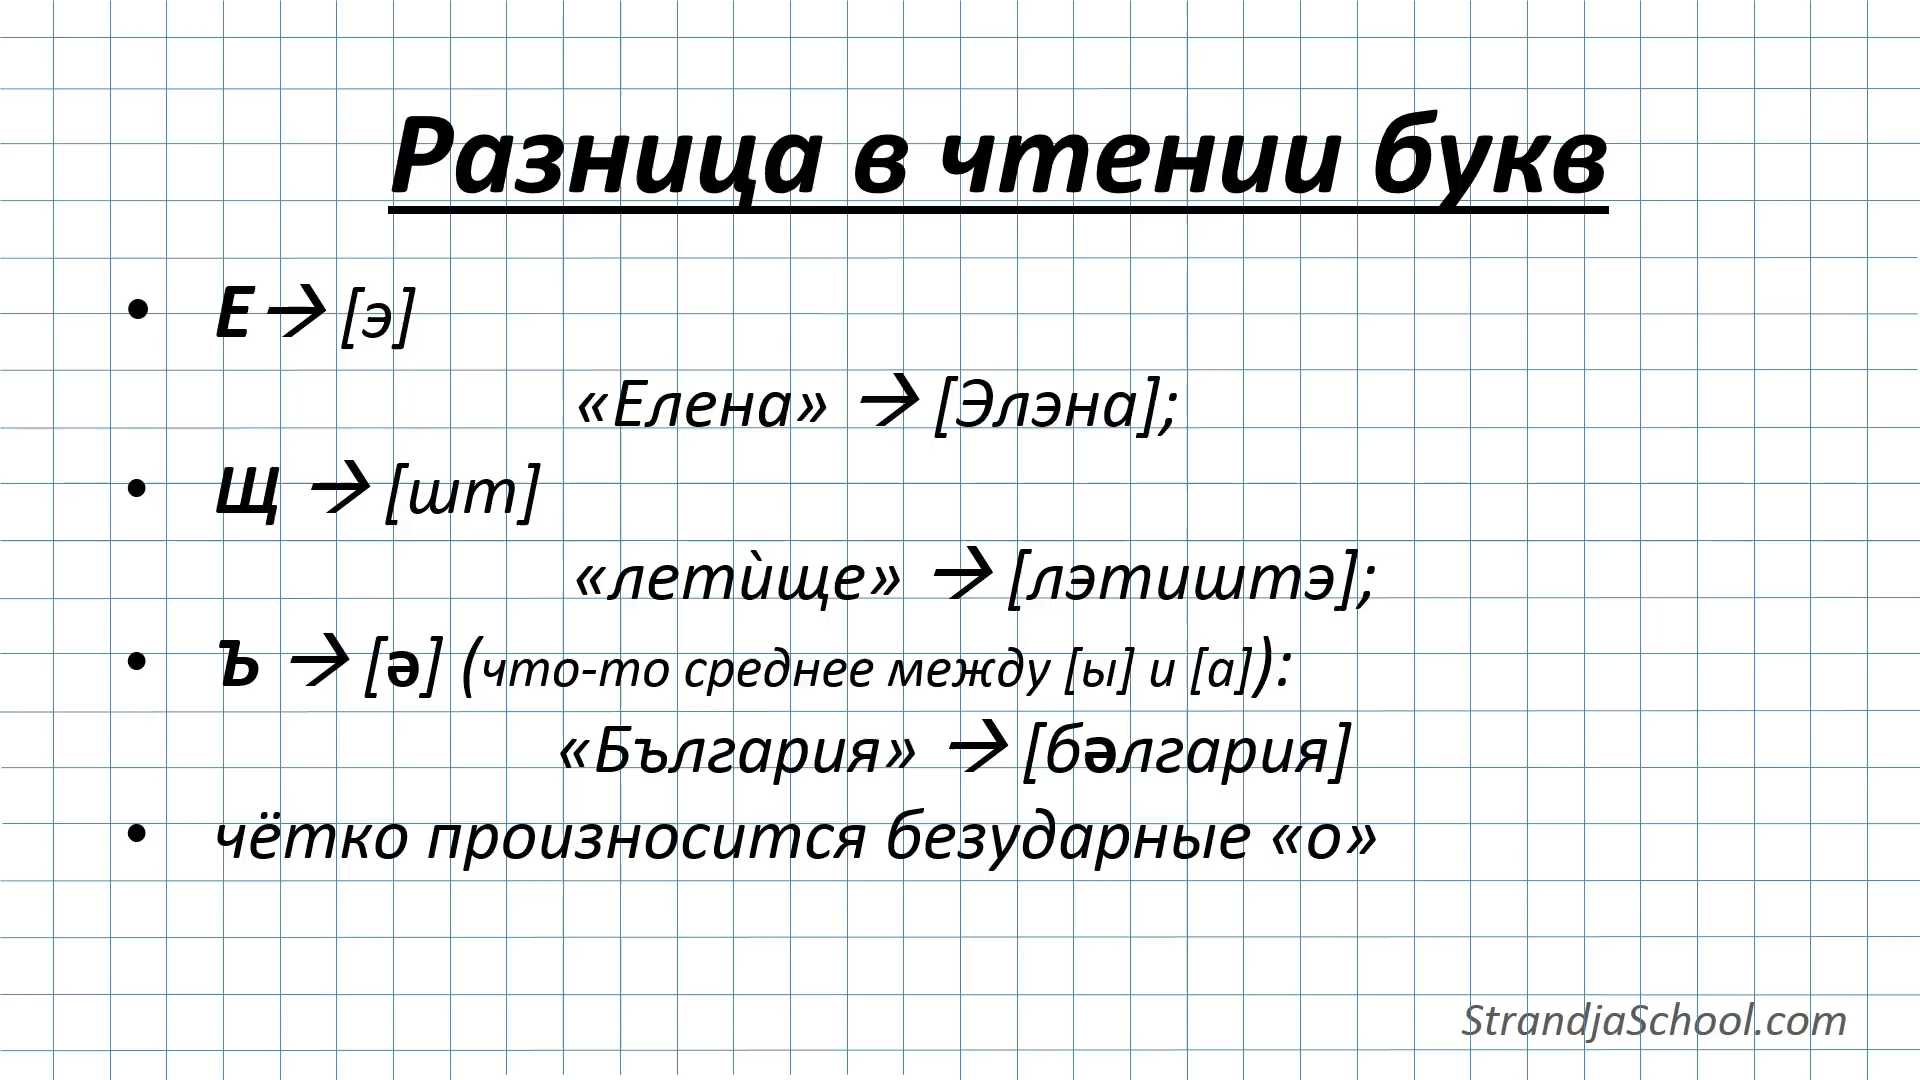 Разница в чтении букв
• Е→ [э]
«Елена» → [Элэна];
• Щ → [шт]
«летѝще» → [лэтиштэ];
• Ъ → [ə] (что-то среднее между [ы] и [а]):
«България» → [бəлгария]
• чётко произносится безударные «о»
StrandjaSchool.com